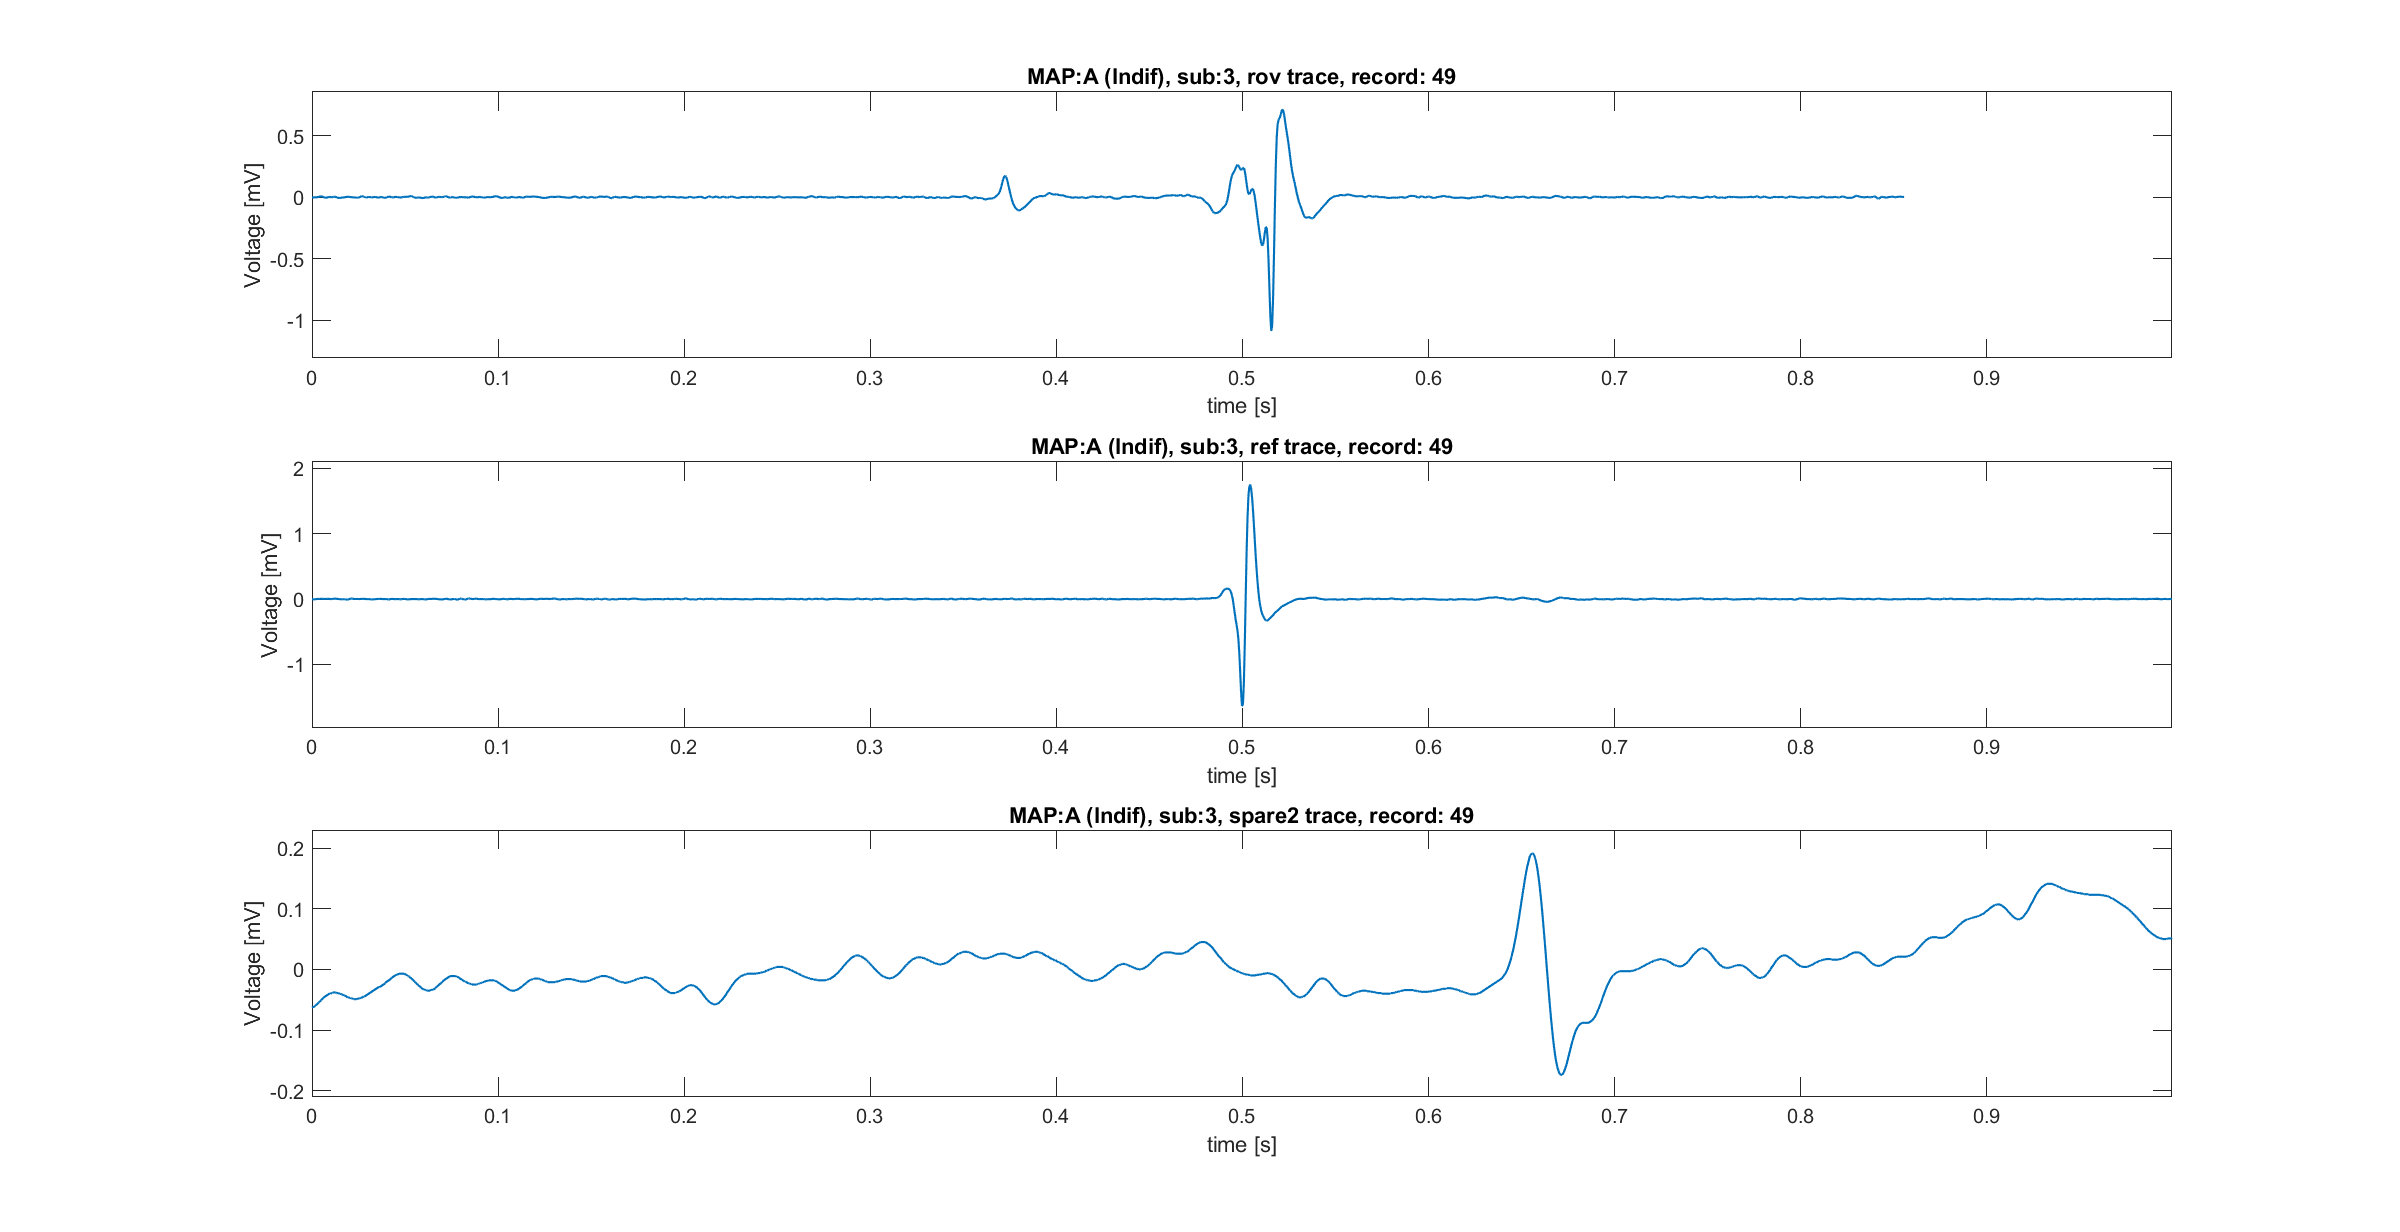 MAP:A (Indif), sub:3, rov trace, record: 49
Voltage [mV]
0.5
0
-0.5
-1
0 0.1 0.2 0.3 0.4 0.5 0.6 0.7 0.8 0.9
time [s]
MAP:A (Indif), sub:3, ref trace, record: 49
Voltage [mV]
2
1
0
-1
0 0.1 0.2 0.3 0.4 0.5 0.6 0.7 0.8 0.9
time [s]
MAP:A (Indif), sub:3, spare2 trace, record: 49
Voltage [mV]
0.2
0.1
0
-0.1
-0.2
0 0.1 0.2 0.3 0.4 0.5 0.6 0.7 0.8 0.9
time [s]